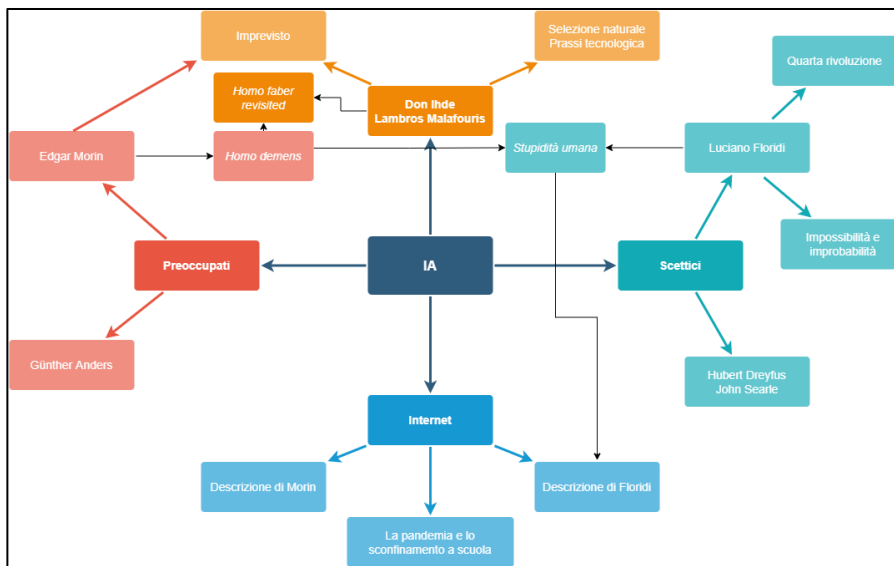 Imprevisto
Selezione naturale
Prassi tecnologica
Quarta rivoluzione
Homo faber
revisited
Don Ihde
Lambros Malafouris
Edgar Morin
Homo demens
Stupidità umana
Luciano Floridi
Impossibilità e
improbabilità
Preoccupati
IA
Scettici
Günther Anders
Hubert Dreyfus
John Searle
Internet
Descrizione di Morin
Descrizione di Floridi
La pandemia e lo
sconfinamento a scuola